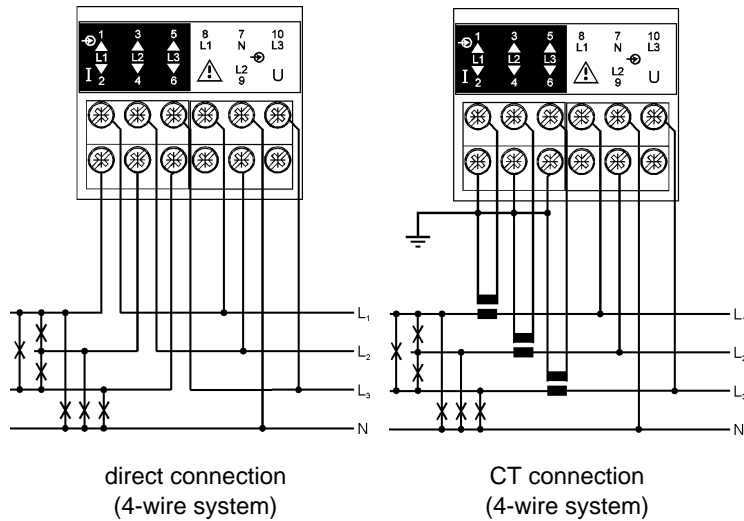 1 3 5 8 7 10
L1 N L3
L1 L2 L3
L2
I 2 4 6 9 U
1 3 5 8 7 10
L1 N L3
L1 L2 L3
L2
I 2 4 6 9 U
L₁
L₂
L₃
N
L₁
L₂
L₃
N
direct connection
(4-wire system)
CT connection
(4-wire system)